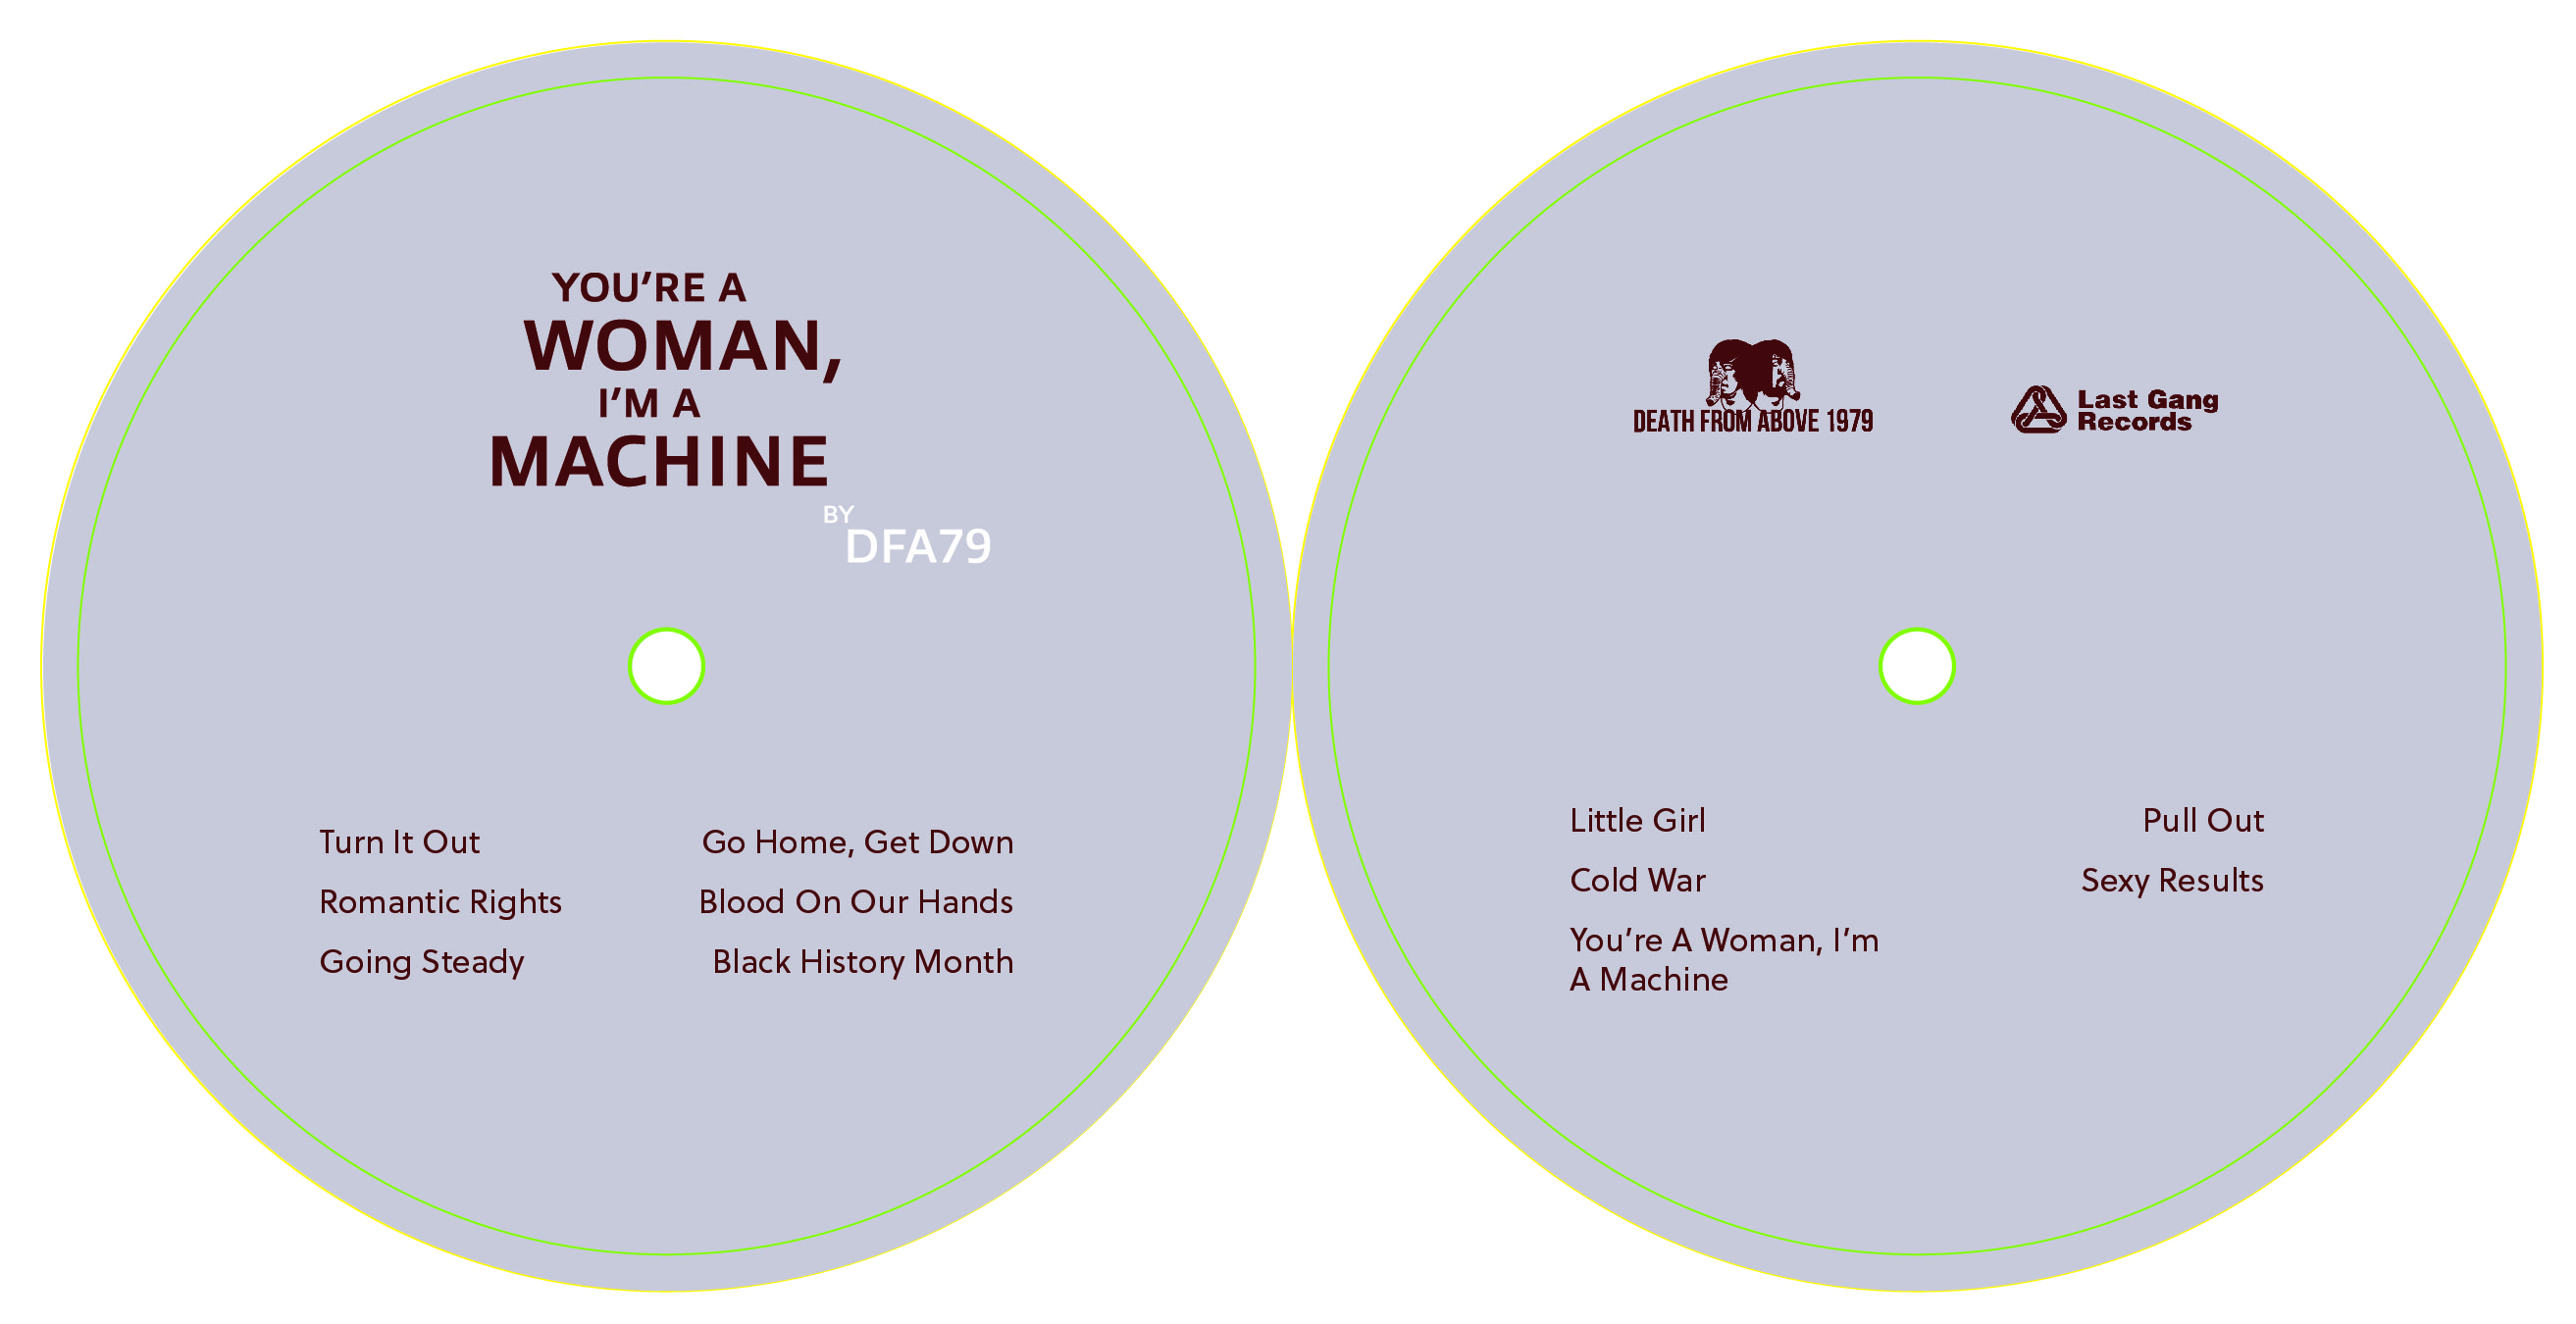 YOU’RE A
WOMAN,
I’M A
MACHINE
BY
DFA79
Turn It Out
Romantic Rights
Going Steady
Go Home, Get Down
Blood On Our Hands
Black History Month
DEATH FROM ABOVE 1979
Last Gang
Records
Little Girl
Cold War
You’re A Woman, I’m
A Machine
Pull Out
Sexy Results